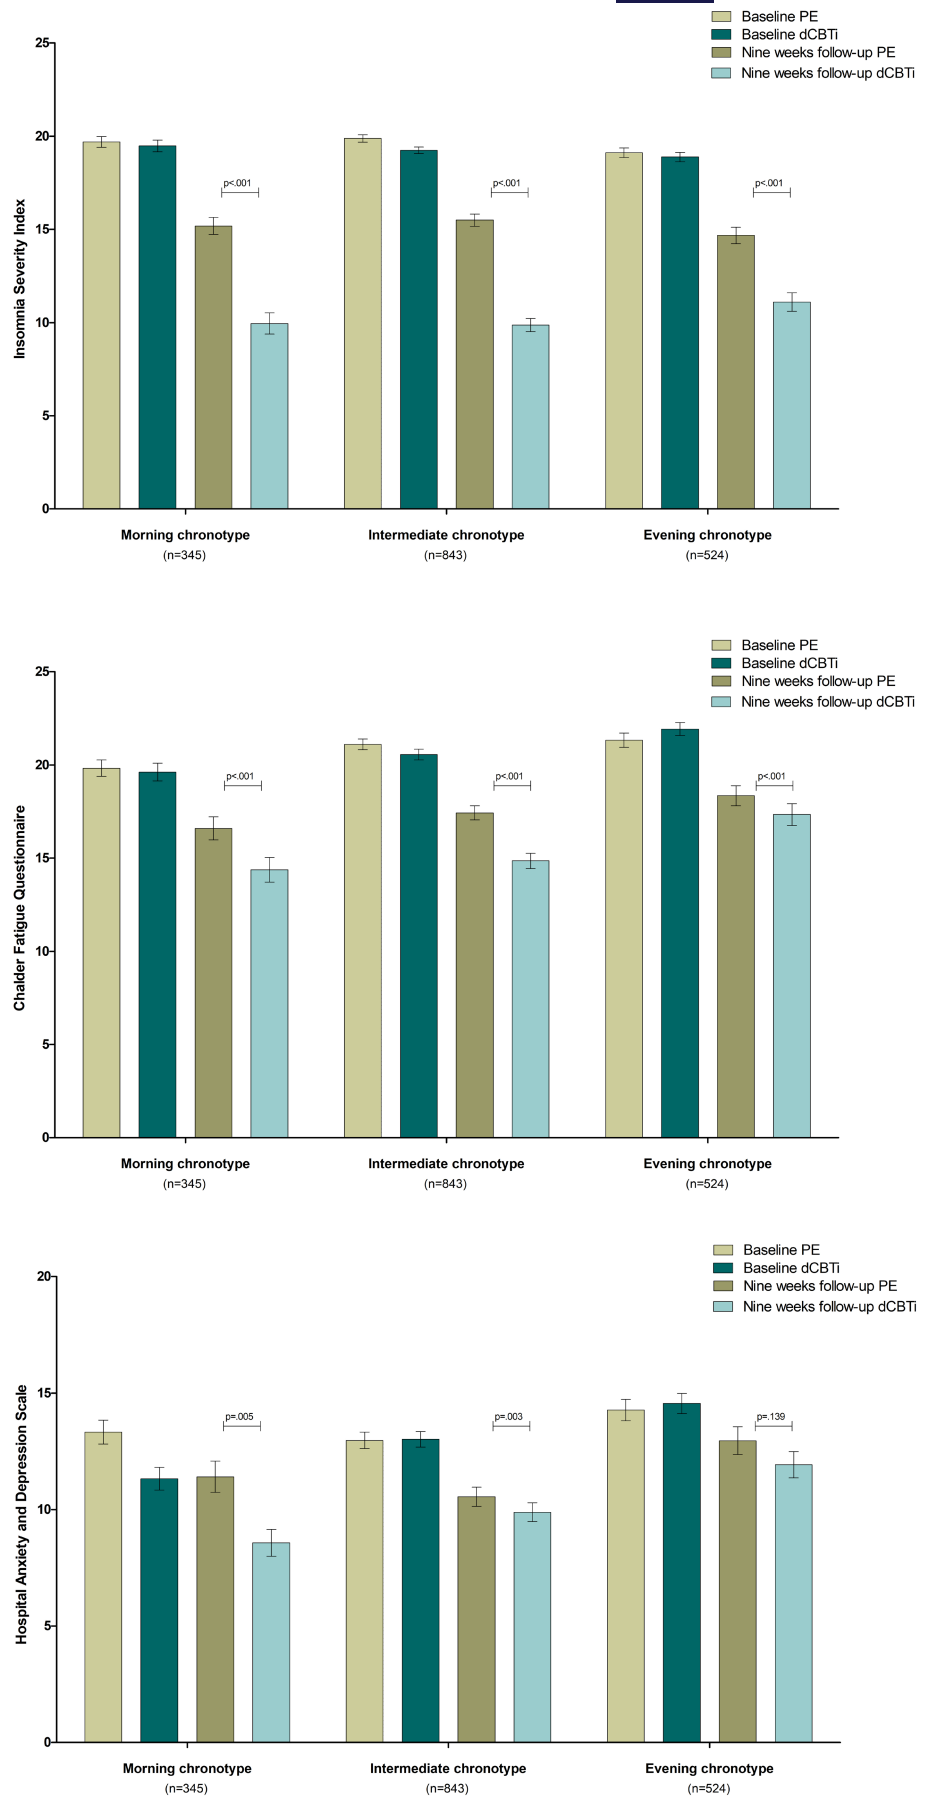 Baseline PE
Baseline dCBTi
Nine weeks follow-up PE
Nine weeks follow-up dCBTi
Insomnia Severity Index
25
20
15
10
5
0
p<.001
p<.001
p<.001
Morning chronotype
(n=345)
Intermediate chronotype
(n=843)
Evening chronotype
(n=524)
Baseline PE
Baseline dCBTi
Nine weeks follow-up PE
Nine weeks follow-up dCBTi
Chalder Fatigue Questionnaire
25
20
15
10
5
0
p<.001
p<.001
p<.001
Morning chronotype
(n=345)
Intermediate chronotype
(n=843)
Evening chronotype
(n=524)
Baseline PE
Baseline dCBTi
Nine weeks follow-up PE
Nine weeks follow-up dCBTi
Hospital Anxiety and Depression Scale
20
15
10
5
0
p=.005
p=.003
p=.139
Morning chronotype
(n=345)
Intermediate chronotype
(n=843)
Evening chronotype
(n=524)